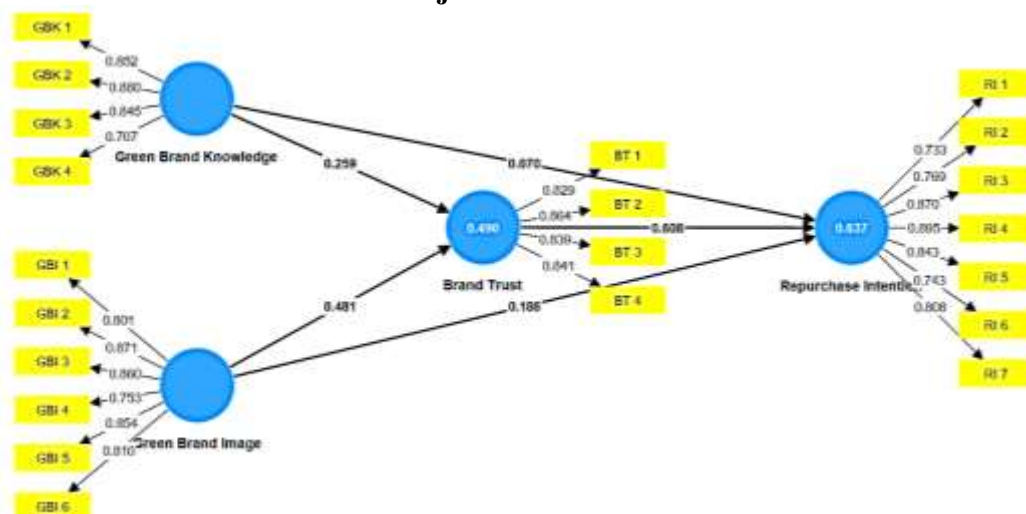 GBK 1
0.852
GBK 2
0.880
GBK 3
0.845
GBK 4
0.707
Green Brand Knowledge
0.259
0.070
BT 1
0.829
BT 2
0.864
0.490
0.608
BT 3
0.839
Brand Trust
0.841
BT 4
0.481
0.186
RI 1
0.733
RI 2
0.769
RI 3
0.870
RI 4
0.637
0.895
RI 5
0.843
Repurchase Intentio...
0.743
RI 6
0.808
RI 7
GBI 1
0.801
GBI 2
0.871
GBI 3
0.860
GBI 4
0.753
GBI 5
0.854
Green Brand Image
0.810
GBI 6